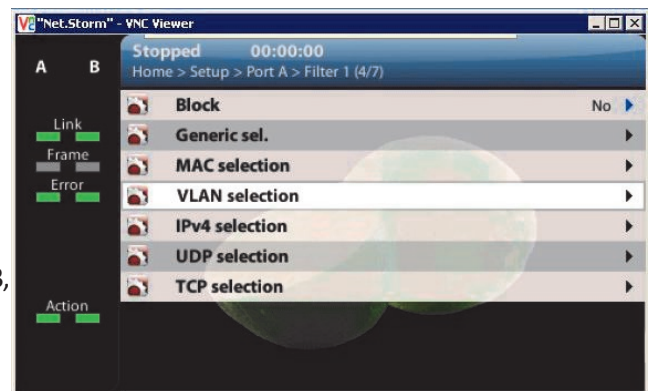 "Net.Storm" - VNC Viewer
A B
Stopped 00:00:00
Home > Setup > Port A > Filter 1 (4/7)
Block No
Link
Generic sel.
Frame
MAC selection
Error
VLAN selection
IPv4 selection
UDP selection
TCP selection
Action